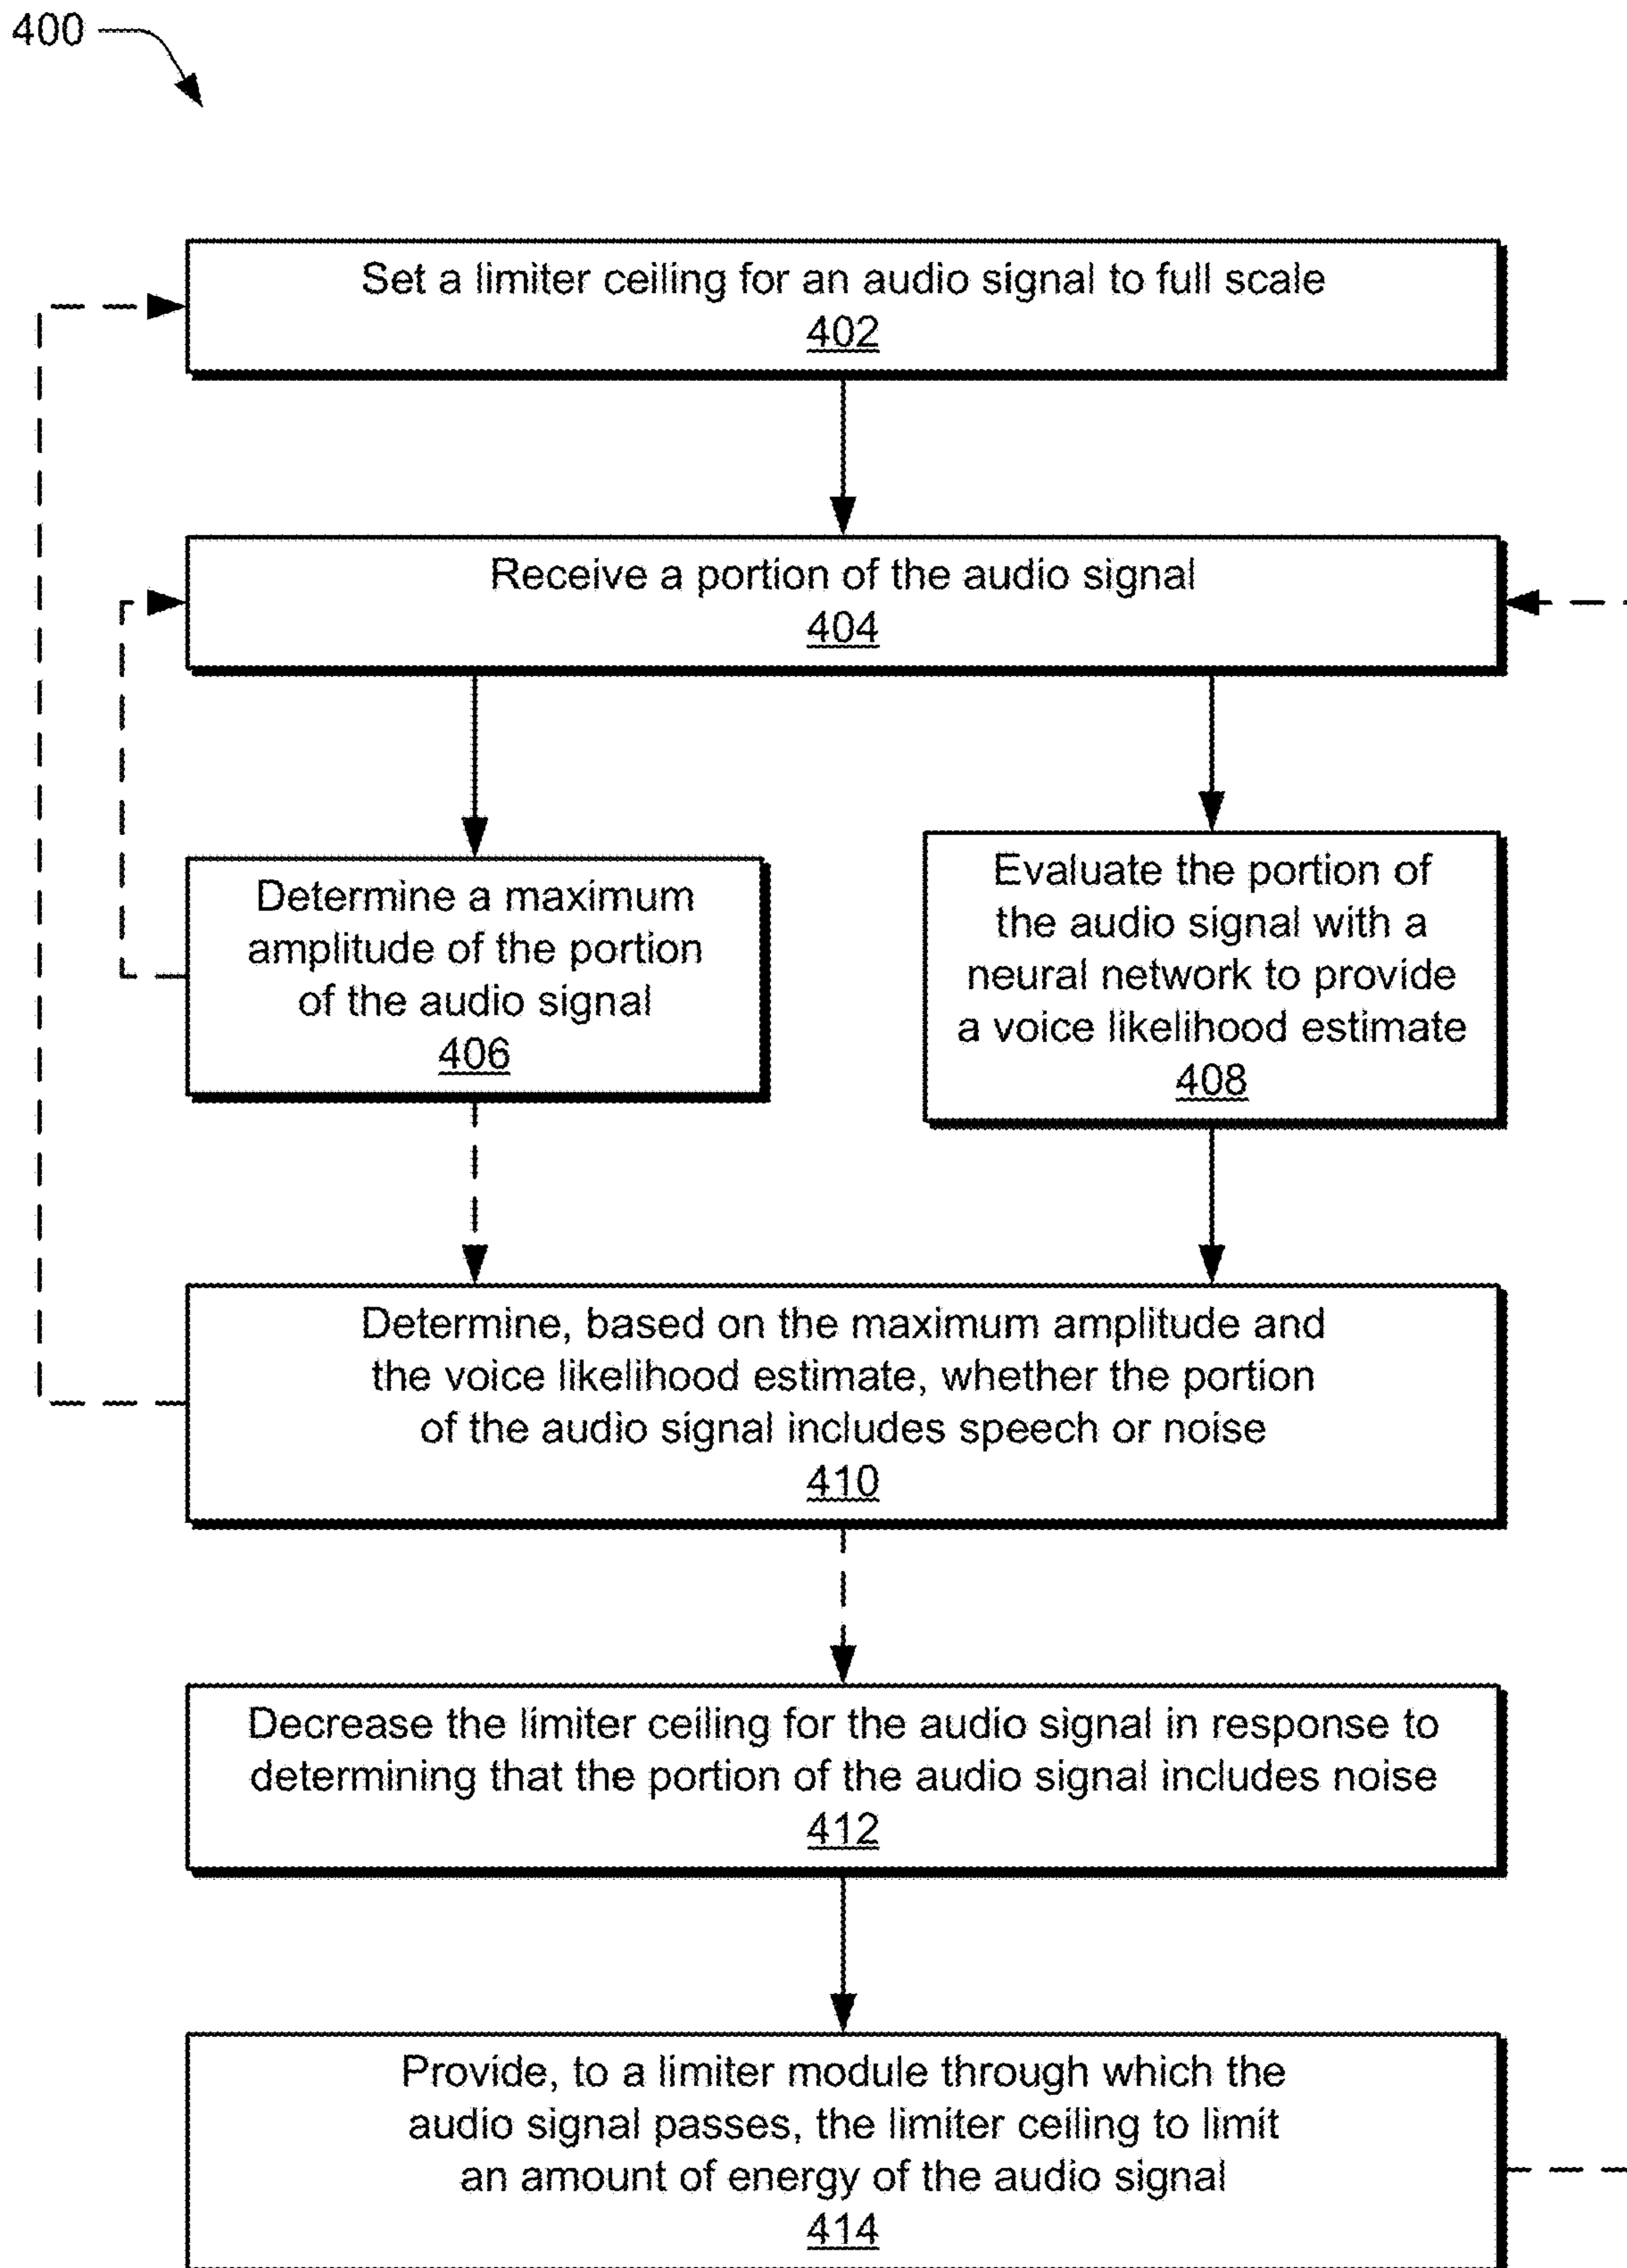 400
Set a limiter ceiling for an audio signal to full scale
402
Receive a portion of the audio signal
404
Determine a maximum
amplitude of the portion
of the audio signal
406
Evaluate the portion of
the audio signal with a
neural network to provide
a voice likelihood estimate
408
Determine, based on the maximum amplitude and
the voice likelihood estimate, whether the portion
of the audio signal includes speech or noise
410
Decrease the limiter ceiling for the audio signal in response to
determining that the portion of the audio signal includes noise
412
Provide, to a limiter module through which the
audio signal passes, the limiter ceiling to limit
an amount of energy of the audio signal
414